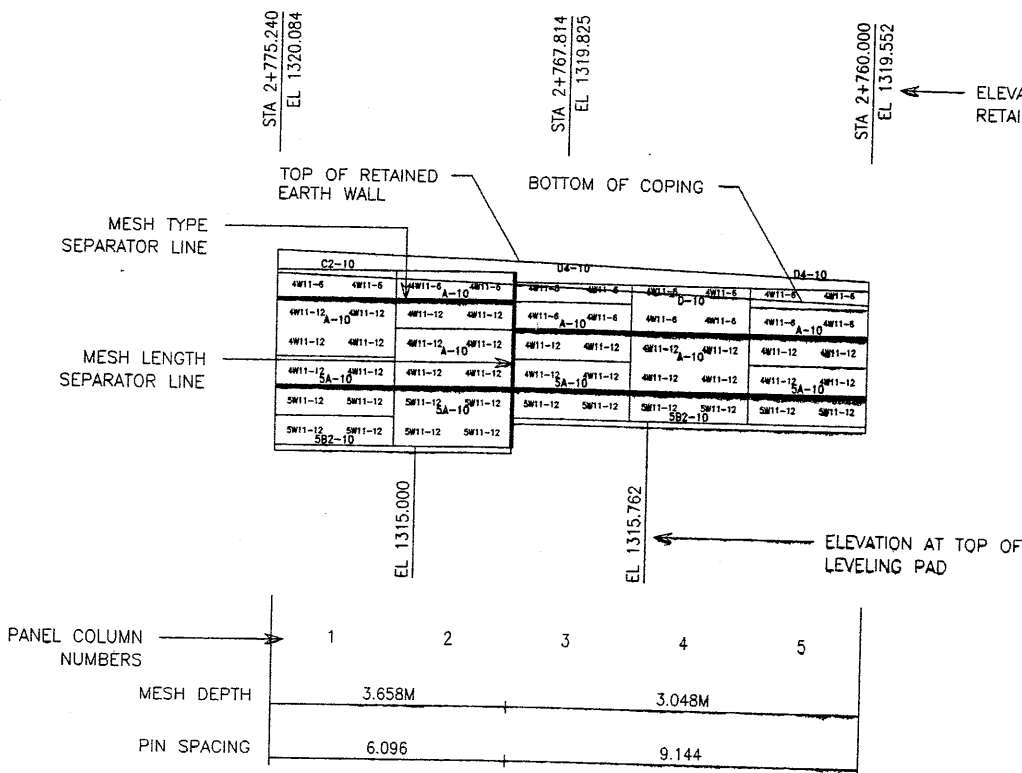 STA 2+775.240
EL 1320.084
STA 2+767.814
EL 1319.825
STA 2+760.000
EL 1319.552
ELEVA
RETAI
TOP OF RETAINED
EARTH WALL
BOTTOM OF COPING
MESH TYPE
SEPARATOR LINE
MESH LENGTH
SEPARATOR LINE
C2-10 D4-10 D4-10
4W11-6 4W11-6 4W11-6 4W11-6 4W11-6 4W11-6 4W11-6 4W11-6 4W11-6 4W11-6
A-10 D-10
4W11-12 4W11-12 4W11-12 4W11-12 4W11-6 4W11-6 4W11-6 4W11-6 4W11-6 4W11-6
A-10 A-10 A-10
4W11-12 4W11-12 4W11-12 4W11-12 4W11-12 4W11-12 4W11-12 4W11-12 4W11-12 4W11-12
A-10 A-10
4W11-12 4W11-12 4W11-12 4W11-12 4W11-12 4W11-12 4W11-12 4W11-12 4W11-12 4W11-12
5A-10 5A-10 5A-10
5W11-12 5W11-12 5W11-12 5W11-12 5W11-12 5W11-12 5W11-12 5W11-12 5W11-12 5W11-12
5A-10 5B2-10
5W11-12 5W11-12 5W11-12 5W11-12
5B2-10
EL 1315.000
EL 1315.762
ELEVATION AT TOP OF
LEVELING PAD
PANEL COLUMN
NUMBERS
1 2 3 4 5
MESH DEPTH 3.658M 3.048M
PIN SPACING 6.096 9.144